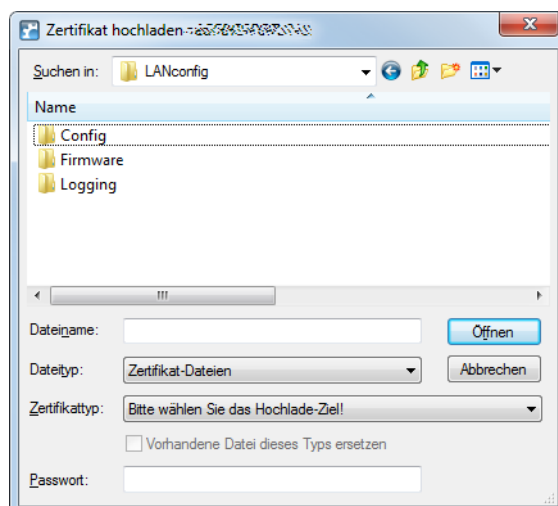 Zertifikat hochladen
Suchen in: LANconfig
Name
Config
Firmware
Logging
Dateiname: Öffnen
Dateityp: Zertifikat-Dateien Abbrechen
Zertifikattyp: Bitte wählen Sie das Hochlade-Ziel!
Vorhandene Datei dieses Typs ersetzen
Passwort: